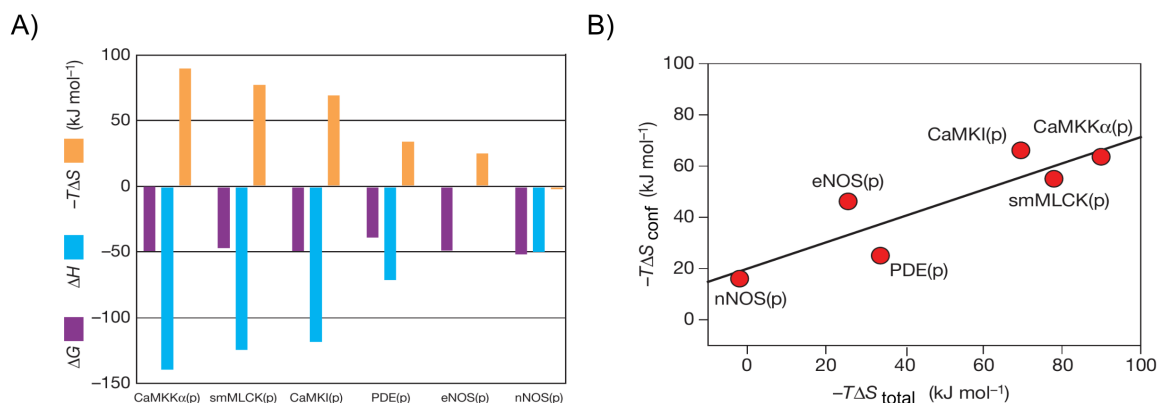 A)
100
50
0
−50
−100
−150
−TΔS (kJ mol−1)
ΔH
ΔG
CaMKKα(p) smMLCK(p) CaMKI(p) PDE(p) eNOS(p) nNOS(p)
B)
100
80
60
40
20
0
−TΔS conf (kJ mol−1)
CaMKI(p)
CaMKKα(p)
eNOS(p)
smMLCK(p)
PDE(p)
nNOS(p)
0 20 40 60 80 100
−TΔS total (kJ mol−1)